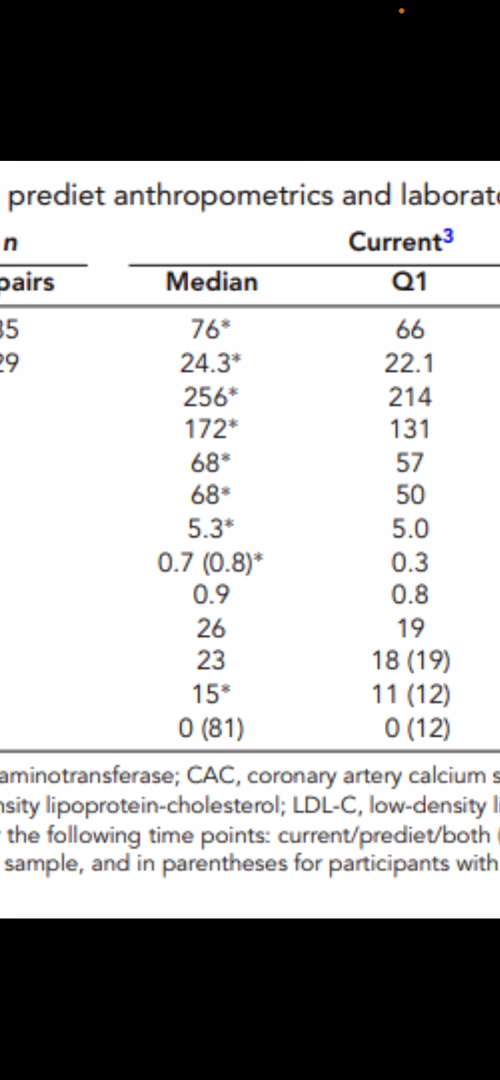 prediet anthropometrics and laborato
n Current3
pairs Median Q1
35 76* 66
29 24.3* 22.1
256* 214
172* 131
68* 57
68* 50
5.3* 5.0
0.7 (0.8)* 0.3
0.9 0.8
26 19
23 18 (19)
15* 11 (12)
0 (81) 0 (12)
aminotransferase; CAC, coronary artery calcium s
nsity lipoprotein-cholesterol; LDL-C, low-density li
the following time points: current/prediet/both (
sample, and in parentheses for participants with